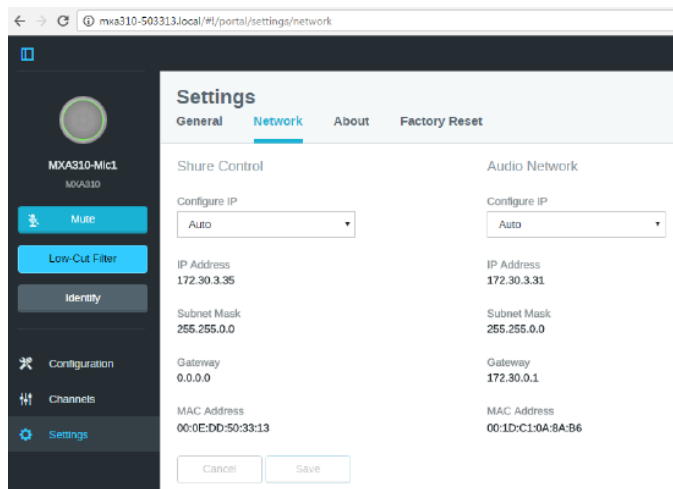 mxa310-503313.local/#!/portal/settings/network
MXA310-Mic1
MXA310
Mute
Low-Cut Filter
Identify
Configuration
Channels
Settings
Settings
General Network About Factory Reset
Shure Control
Configure IP
Auto
IP Address
172.30.3.35
Subnet Mask
255.255.0.0
Gateway
0.0.0.0
MAC Address
00:0E:DD:50:33:13
Cancel Save
Audio Network
Configure IP
Auto
IP Address
172.30.3.31
Subnet Mask
255.255.0.0
Gateway
172.30.0.1
MAC Address
00:1D:C1:0A:8A:B6